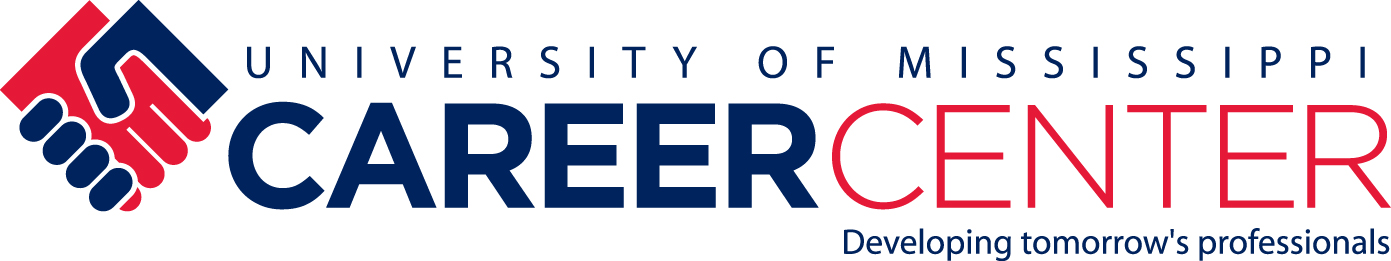 UNIVERSITY OF MISSISSIPPI
CAREERCENTER
Developing tomorrow's professionals